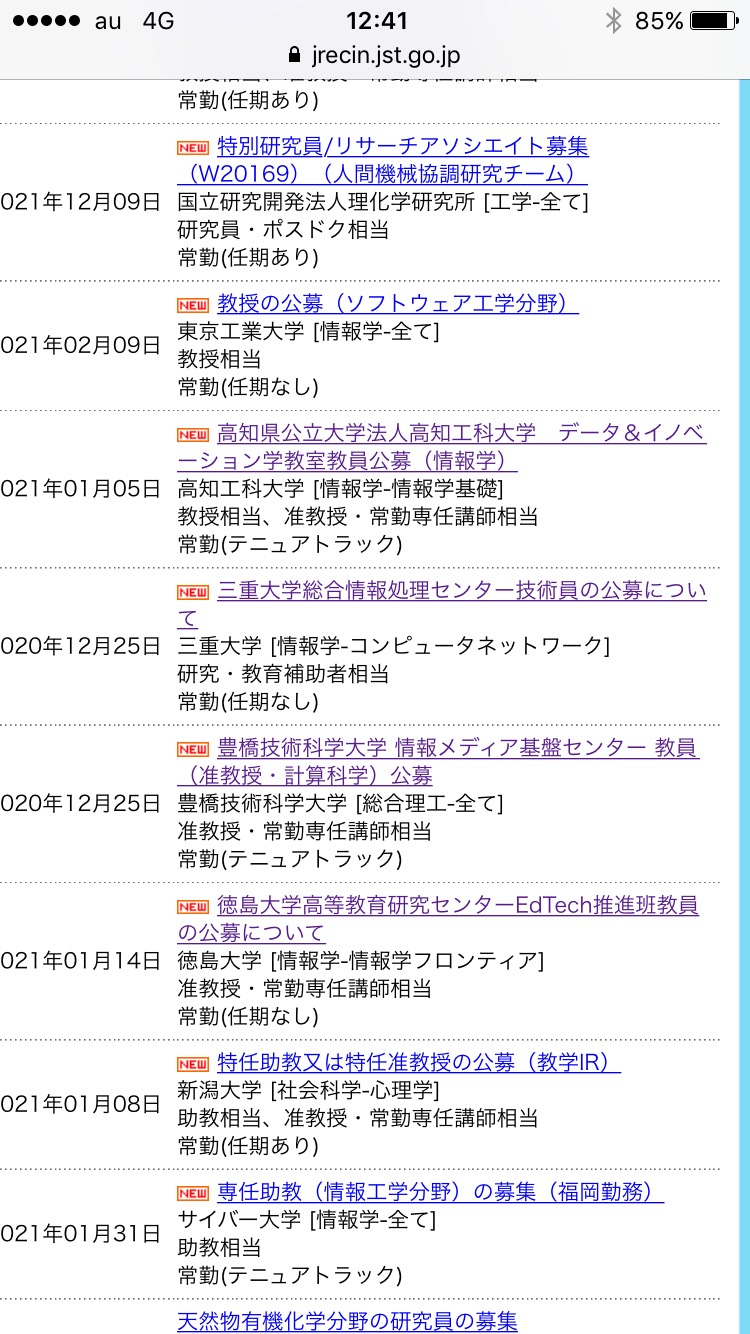 au 4G 12:41 85%
jrecin.jst.go.jp
常勤(任期あり)
NEW 特別研究員/リサーチアソシエイト募集
（W20169）（人間機械協調研究チーム）
021年12月09日 国立研究開発法人理化学研究所 [工学-全て]
研究員・ポスドク相当
常勤(任期あり)
NEW 教授の公募（ソフトウェア工学分野）
東京工業大学 [情報学-全て]
021年02月09日 教授相当
常勤(任期なし)
NEW 高知県公立大学法人高知工科大学　データ＆イノベ
ーション学教室教員公募（情報学）
021年01月05日 高知工科大学 [情報学-情報学基礎]
教授相当、准教授・常勤専任講師相当
常勤(テニュアトラック)
NEW 三重大学総合情報処理センター技術員の公募につい
て
020年12月25日 三重大学 [情報学-コンピュータネットワーク]
研究・教育補助者相当
常勤(任期なし)
NEW 豊橋技術科学大学 情報メディア基盤センター 教員
（准教授・計算科学）公募
020年12月25日 豊橋技術科学大学 [総合理工-全て]
准教授・常勤専任講師相当
常勤(テニュアトラック)
NEW 徳島大学高等教育研究センターEdTech推進班教員
の公募について
021年01月14日 徳島大学 [情報学-情報学フロンティア]
准教授・常勤専任講師相当
常勤(任期なし)
NEW 特任助教又は特任准教授の公募（教学IR）
新潟大学 [社会科学-心理学]
021年01月08日 助教相当、准教授・常勤専任講師相当
常勤(任期あり)
NEW 専任助教（情報工学分野）の募集（福岡勤務）
サイバー大学 [情報学-全て]
021年01月31日 助教相当
常勤(テニュアトラック)
天然物有機化学分野の研究員の募集